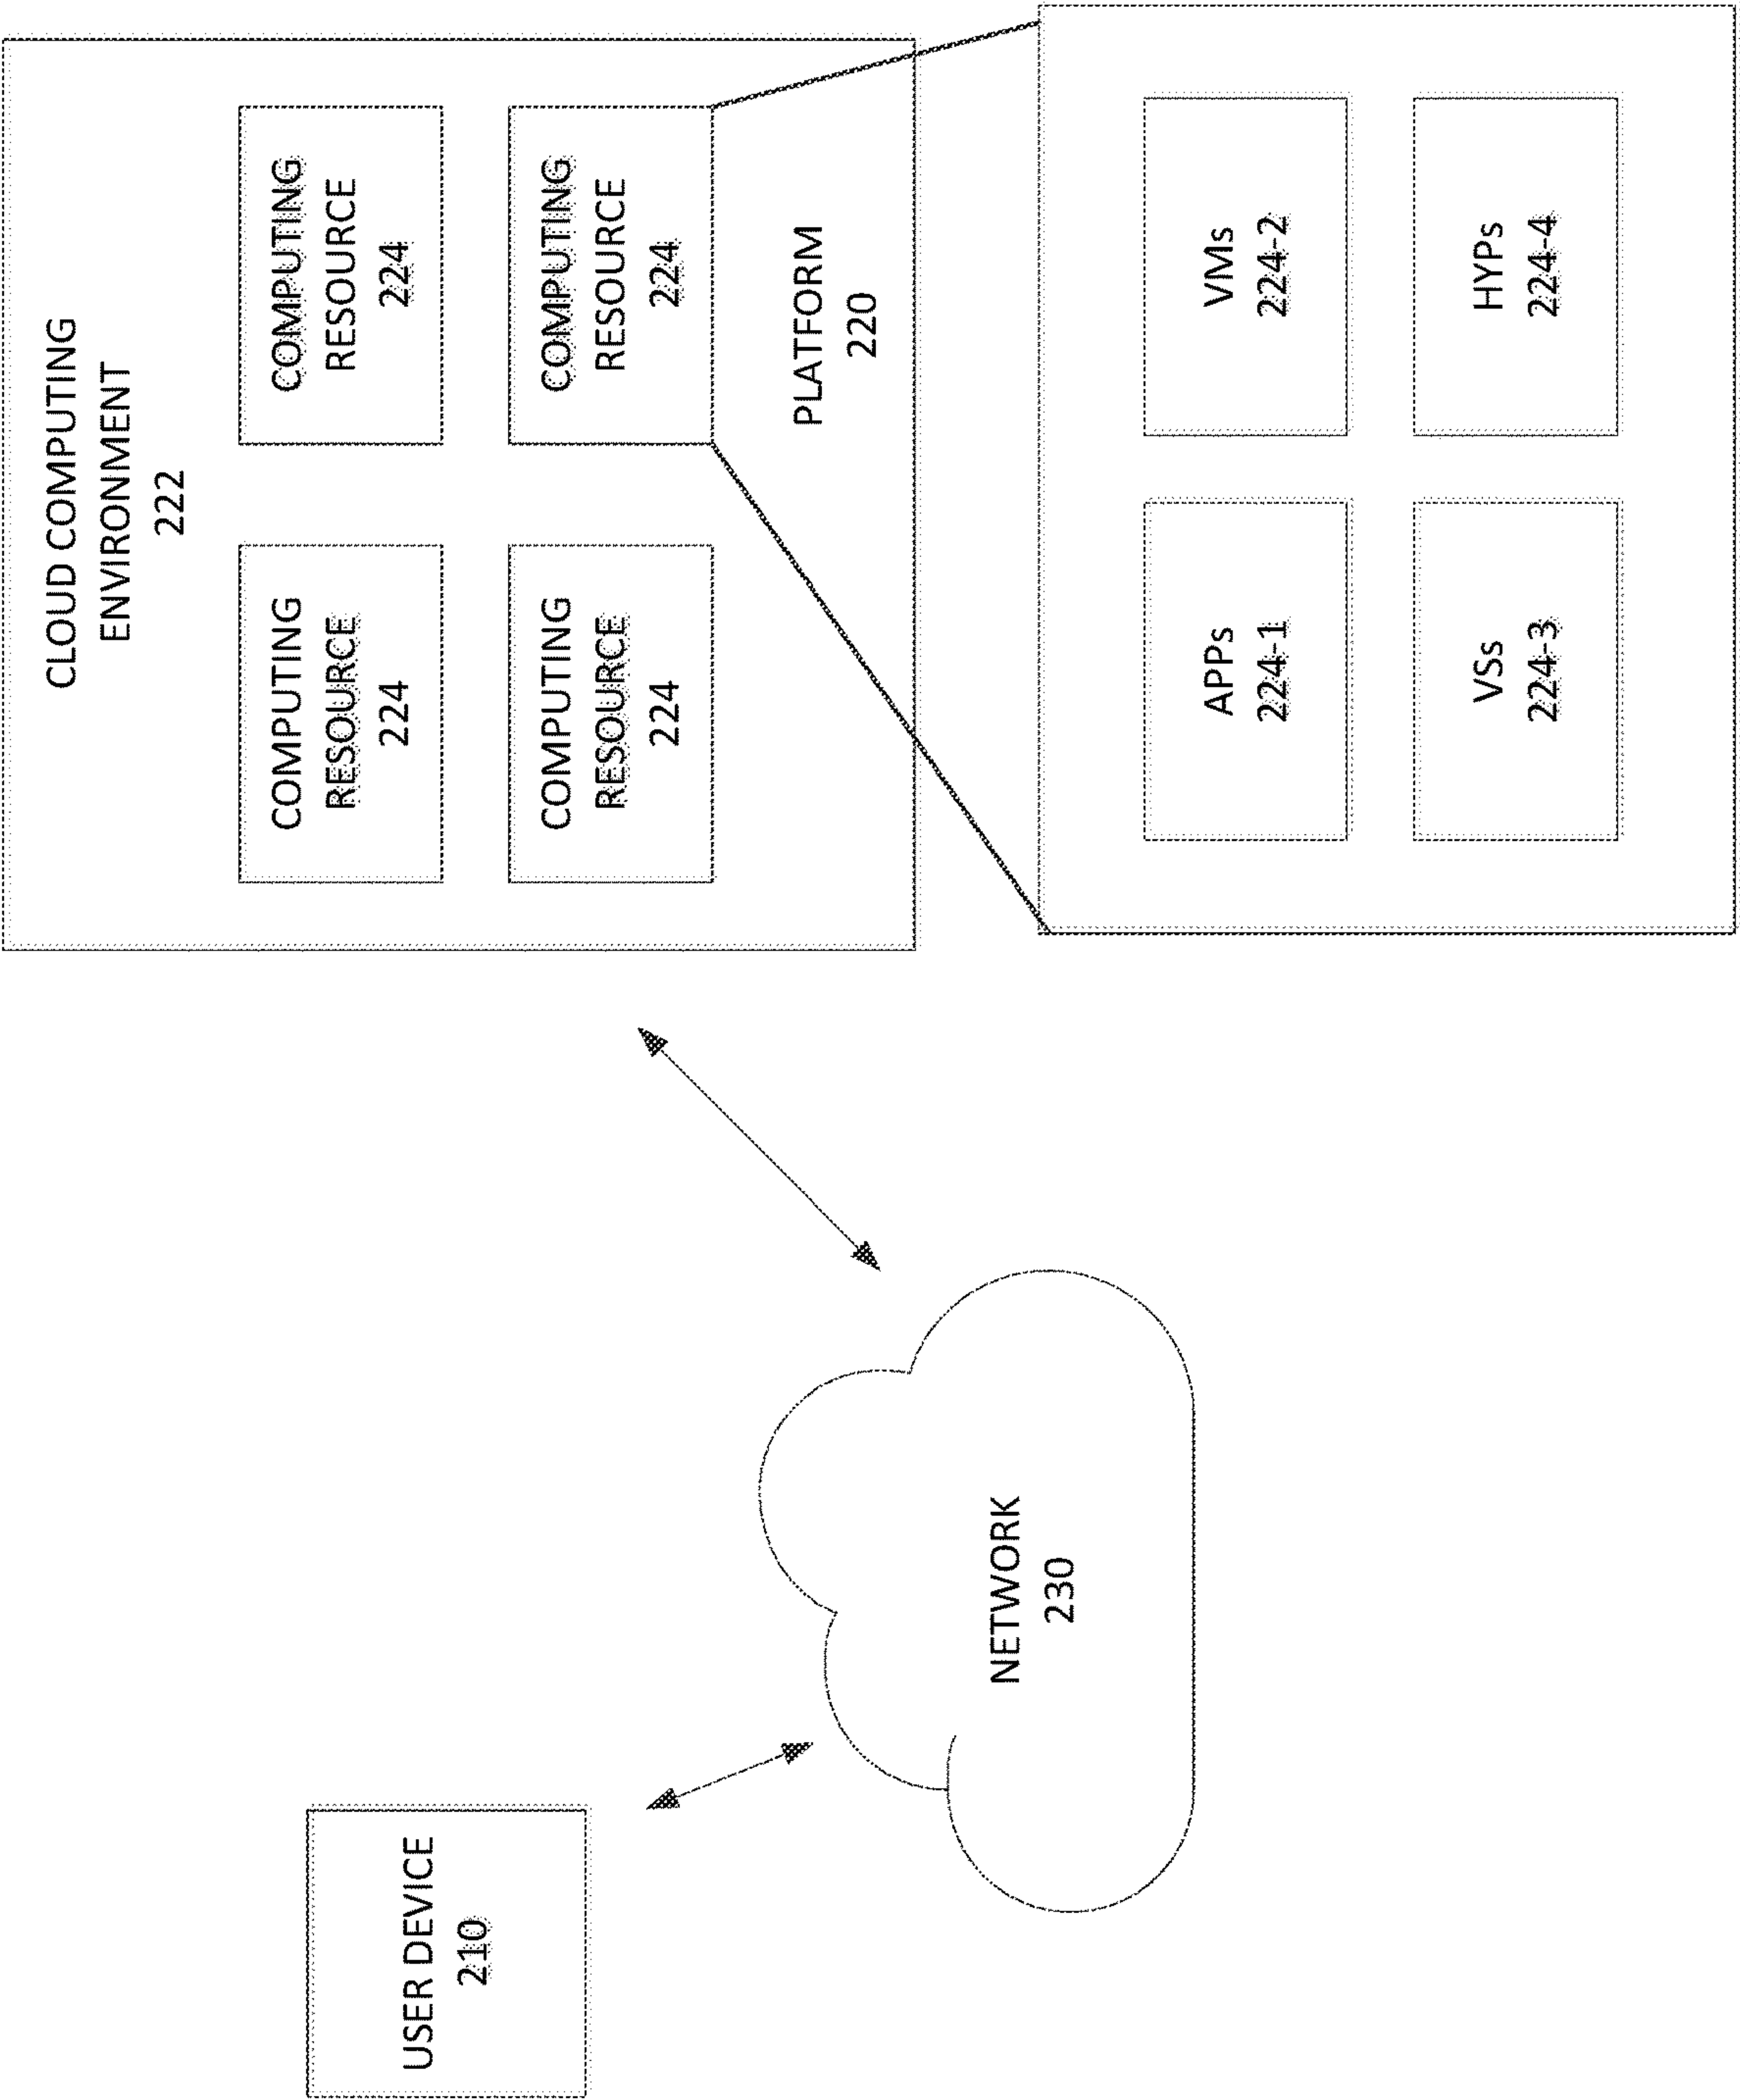 CLOUD COMPUTING
ENVIRONMENT
222
COMPUTING
RESOURCE
224
COMPUTING
RESOURCE
224
COMPUTING
RESOURCE
224
COMPUTING
RESOURCE
224
PLATFORM
220
USER DEVICE
210
NETWORK
230
APPs
224-1
VMs
224-2
VSs
224-3
HYPs
224-4